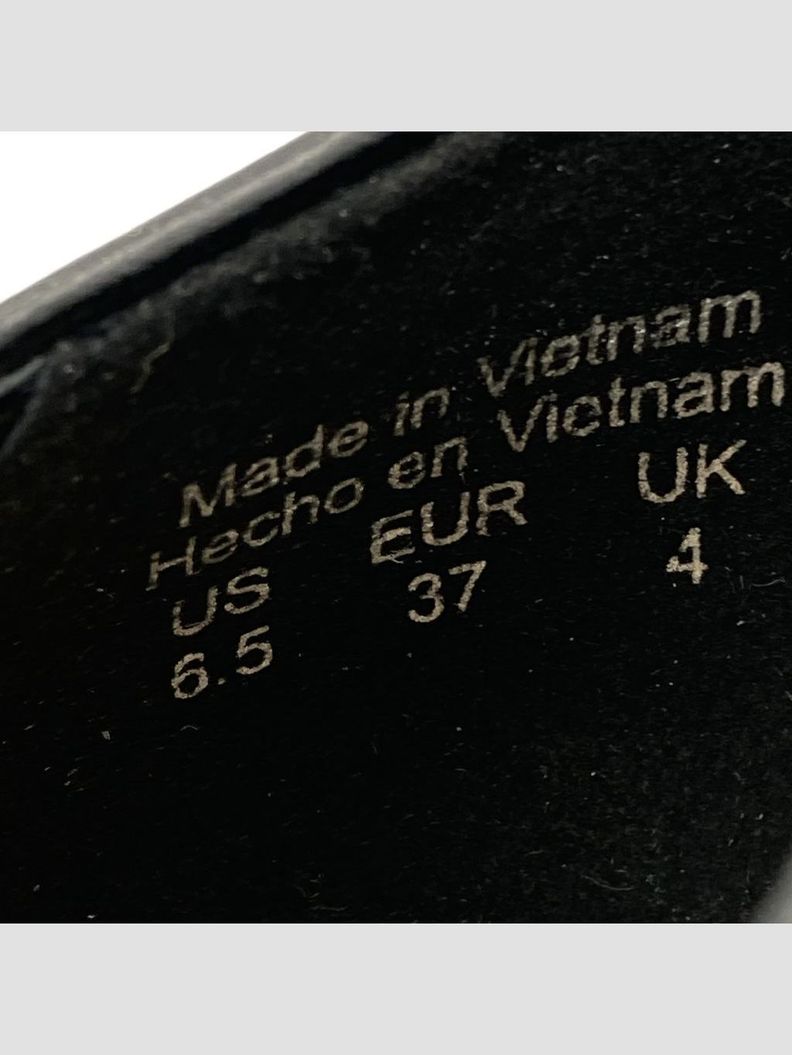 Made in Vietnam
Hecho en Vietnam
US EUR UK
6.5 37 4